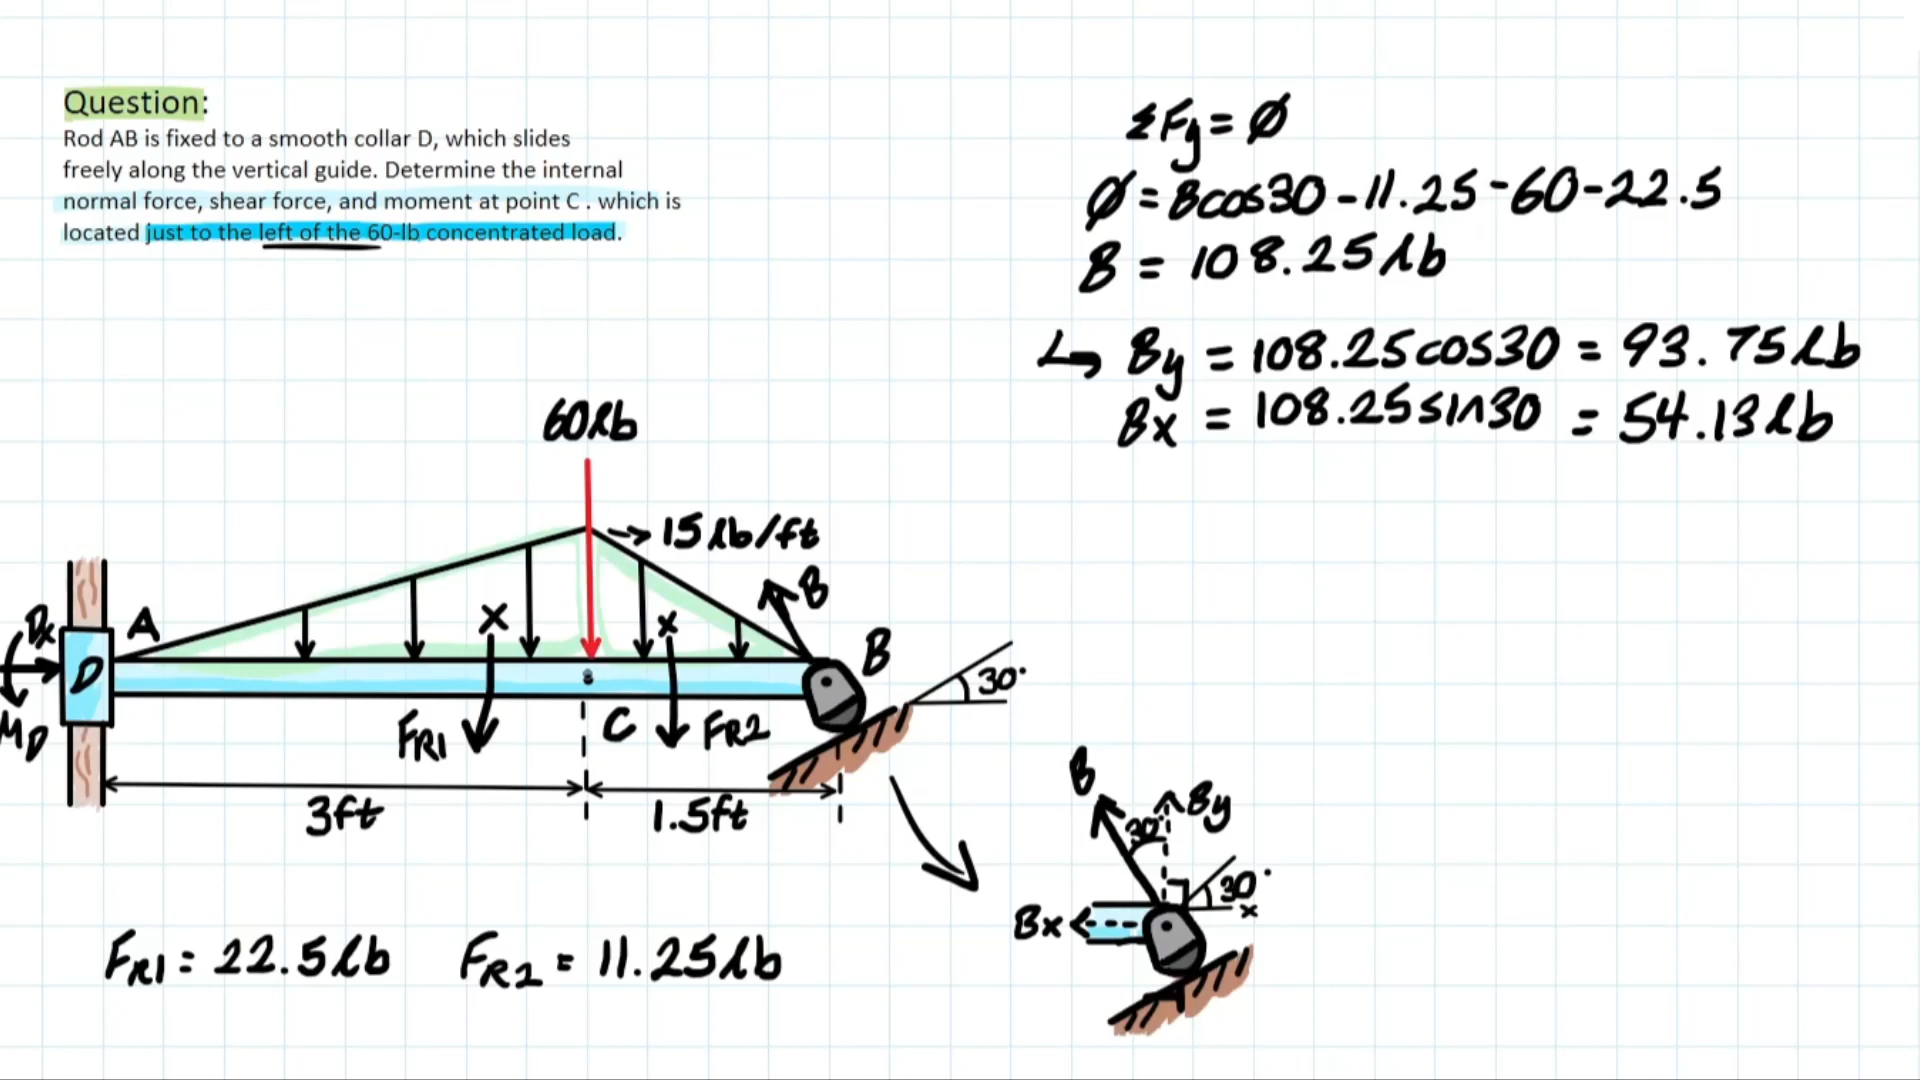 Question:
Rod AB is fixed to a smooth collar D, which slides
freely along the vertical guide. Determine the internal
normal force, shear force, and moment at point C . which is
located just to the left of the 60-lb concentrated load.
ΣFy = Ø
Ø = Bcos30 - 11.25 - 60 - 22.5
B = 108.25 lb
↳ By = 108.25cos30 = 93.75 lb
Bx = 108.25sin30 = 54.13 lb
60lb
→ 15 lb/ft
B
A
x
x
Dx
D
B
30°
MD
FR1
C
FR2
3ft
1.5ft
B
By
30°
30°
x
Bx
FR1 = 22.5 lb FR2 = 11.25 lb